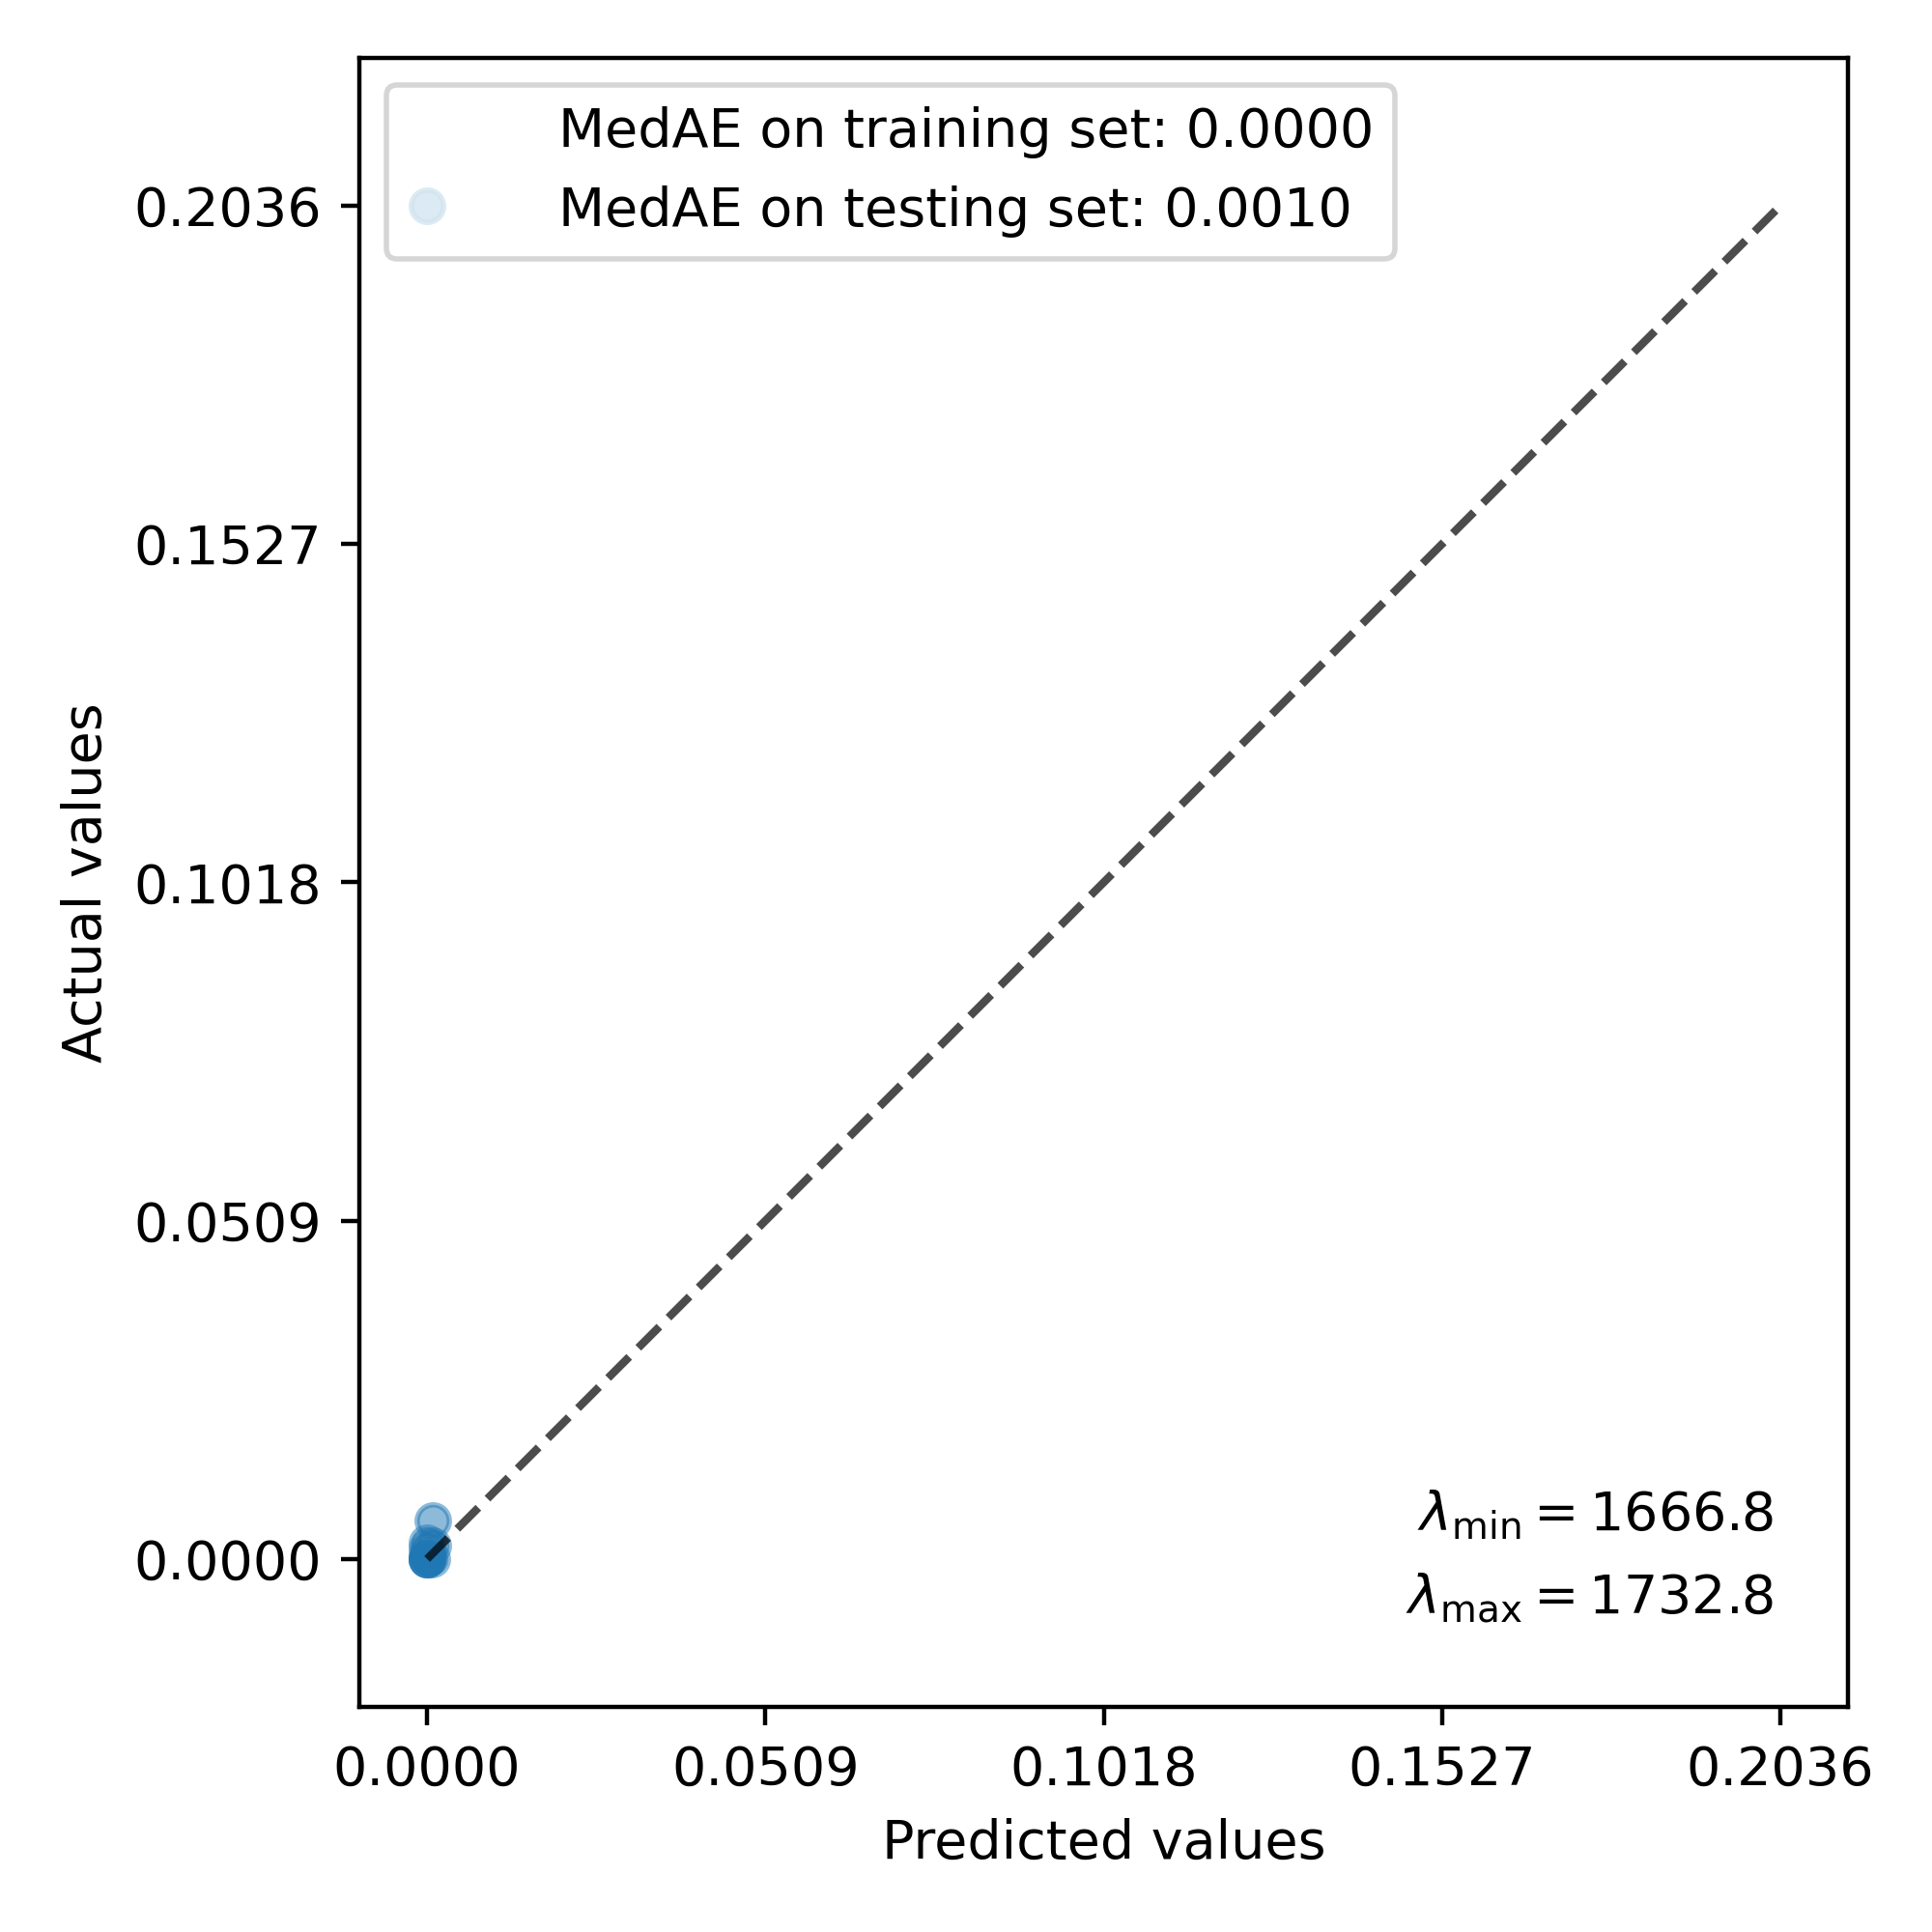 MedAE on training set: 0.0000
MedAE on testing set: 0.0010
0.2036
0.1527
0.1018
0.0509
0.0000
Actual values
λmin = 1666.8
λmax = 1732.8
0.0000 0.0509 0.1018 0.1527 0.2036
Predicted values